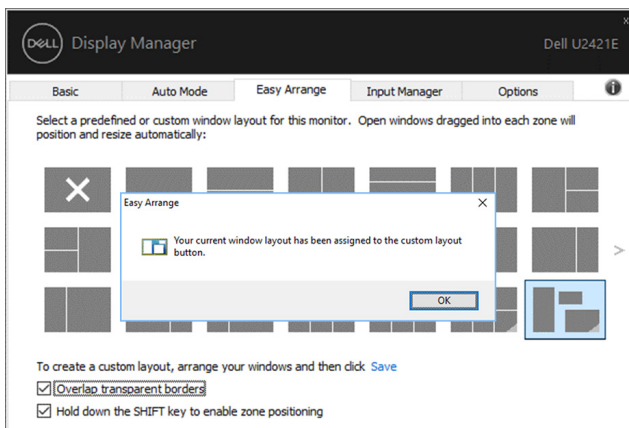 x
DELL Display Manager Dell U2421E
Basic Auto Mode Easy Arrange Input Manager Options
Select a predefined or custom window layout for this monitor. Open windows dragged into each zone will
position and resize automatically:
Easy Arrange
Your current window layout has been assigned to the custom layout
button.
OK
To create a custom layout, arrange your windows and then click Save
Overlap transparent borders
Hold down the SHIFT key to enable zone positioning